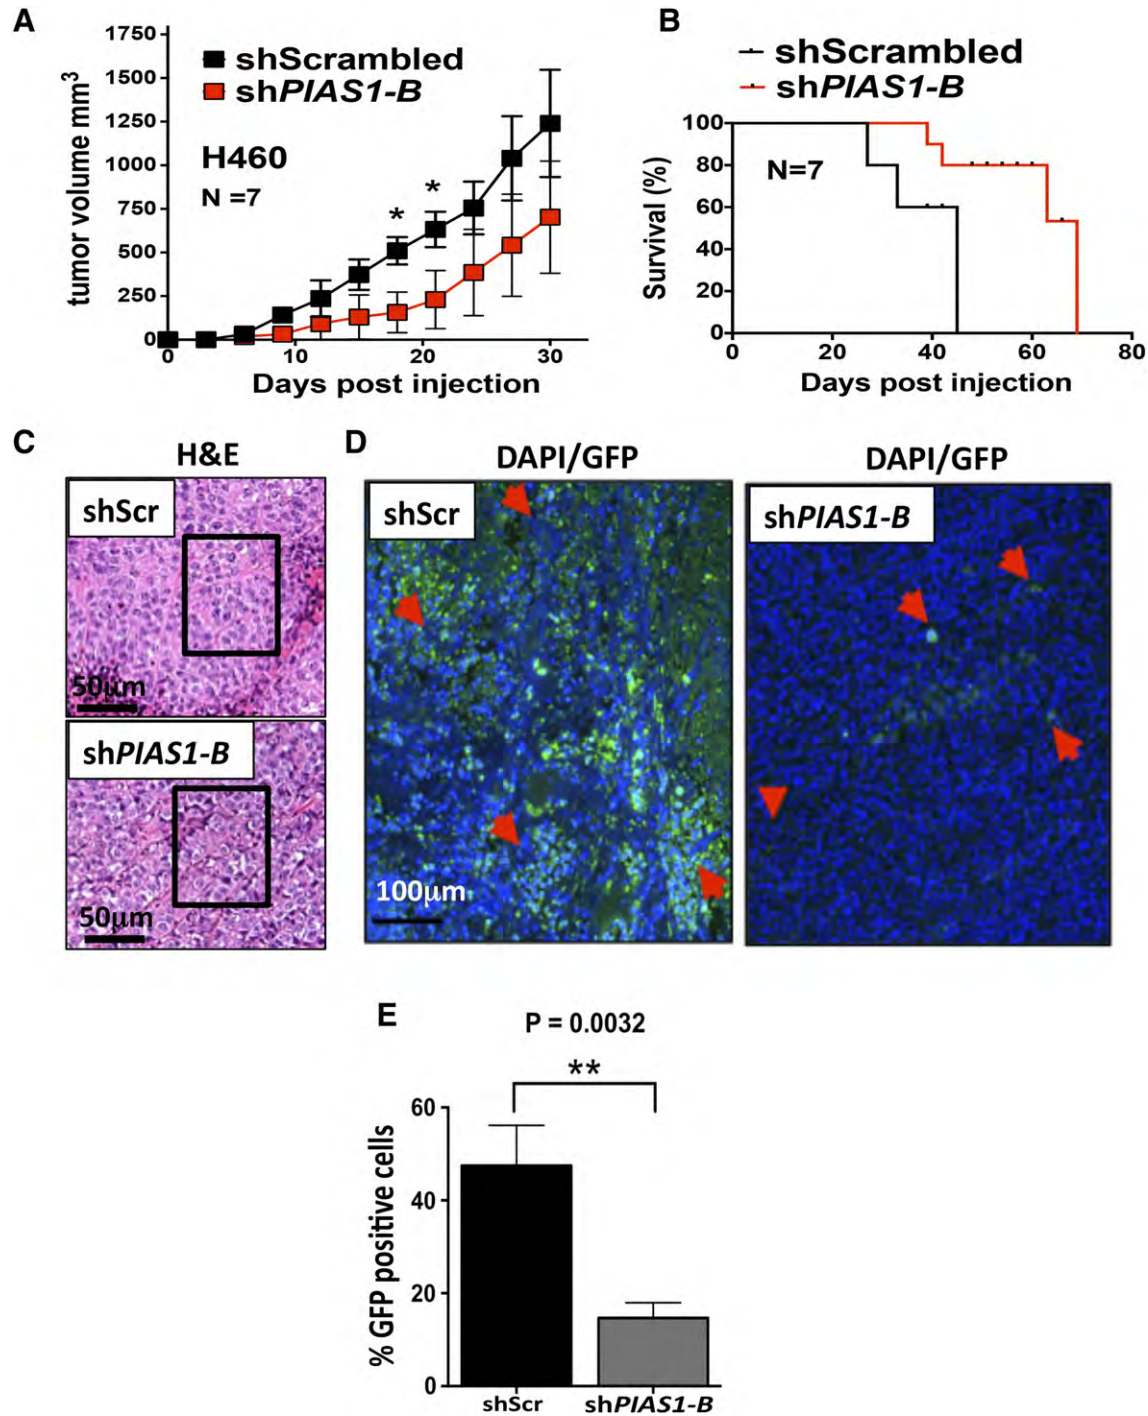 A
1750
1500
1250
1000
750
500
250
0
tumor volume mm³
shScrambled
shPIAS1-B
H460
N =7
*
*
0
10
20
30
Days post injection
B
shScrambled
shPIAS1-B
100
80
60
40
20
0
Survival (%)
N=7
0
20
40
60
80
Days post injection
C
H&E
shScr
50μm
shPIAS1-B
50μm
D
DAPI/GFP
shScr
100μm
DAPI/GFP
shPIAS1-B
E
P = 0.0032
**
60
40
20
0
% GFP positive cells
shScr
shPIAS1-B